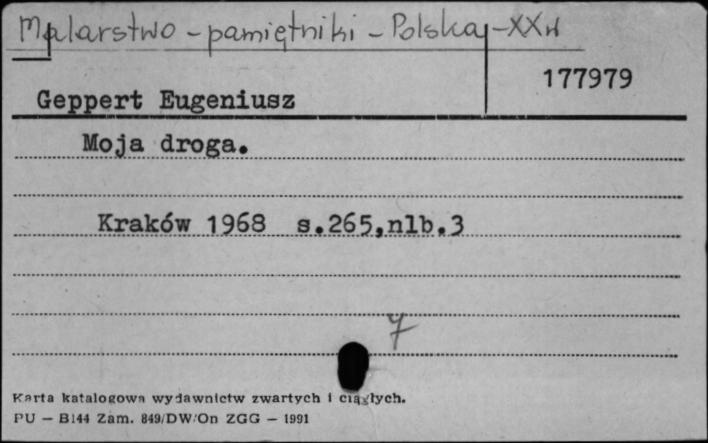 Malarstwo - pamiętniki - Polska - XX w
177979
Geppert Eugeniusz
Moja droga.
Kraków 1968 s.265,nlb.3
7
Karta katalogowa wydawnictw zwartych i ciągłych.
PU — B144 Zam. 849/DW/On ZGG — 1991